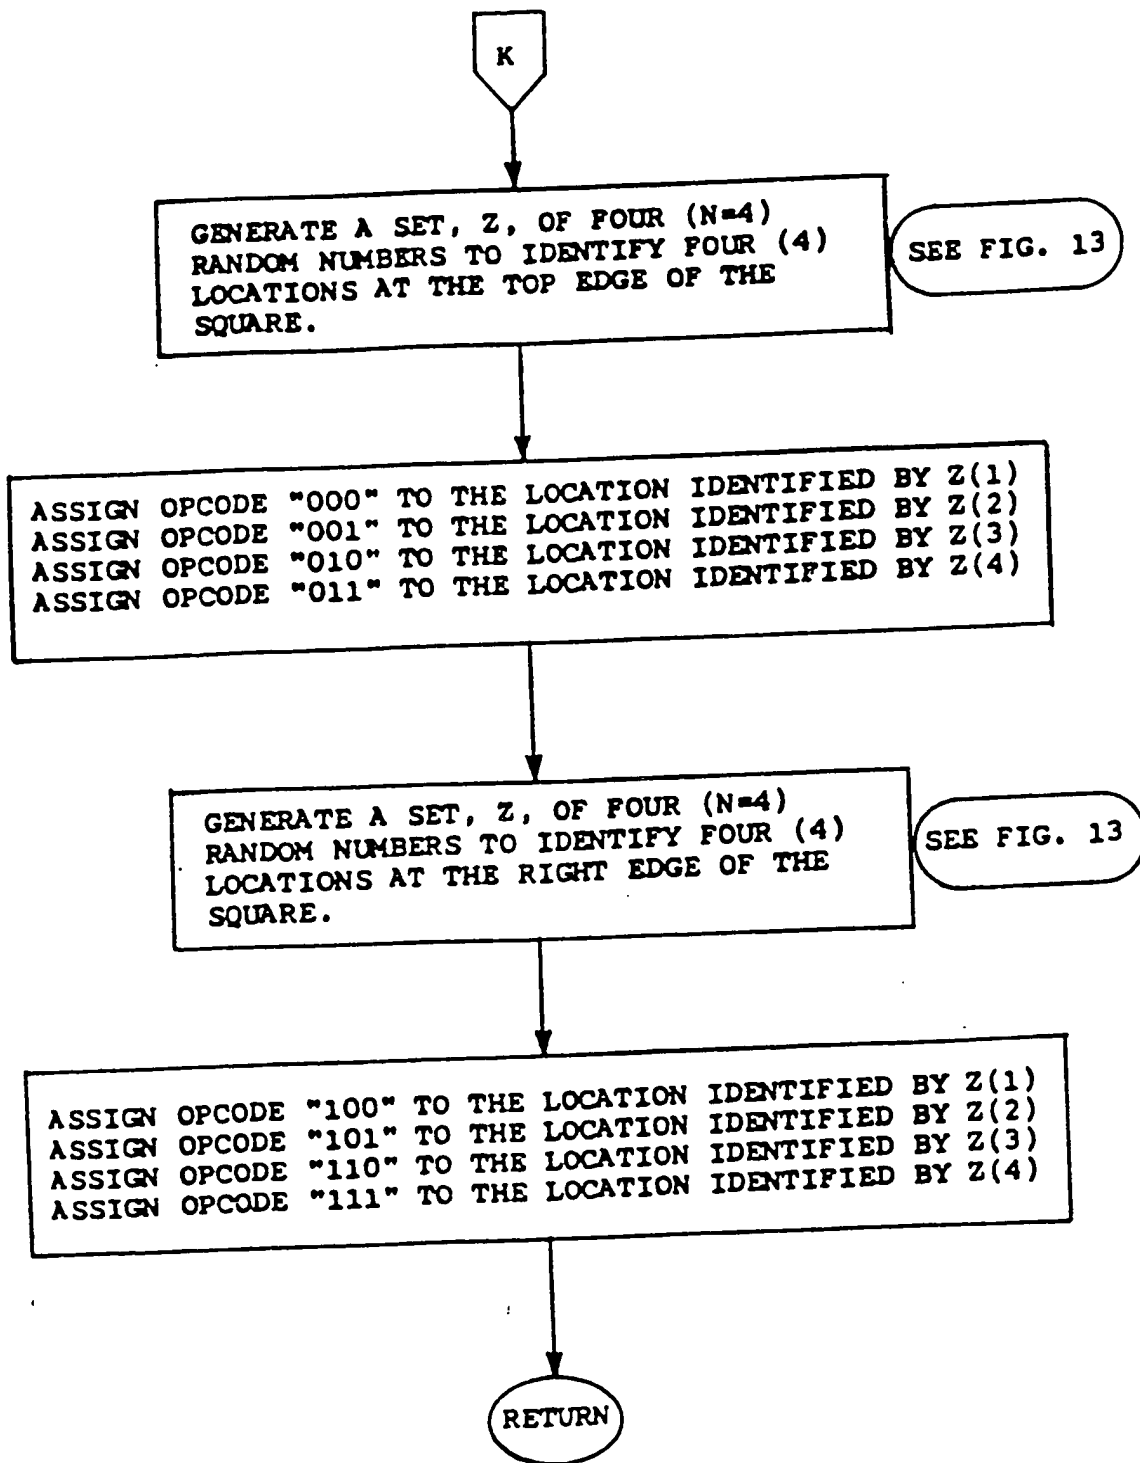 K
GENERATE A SET, Z, OF FOUR (N=4)
RANDOM NUMBERS TO IDENTIFY FOUR (4)
LOCATIONS AT THE TOP EDGE OF THE
SQUARE.
SEE FIG. 13
ASSIGN OPCODE "000" TO THE LOCATION IDENTIFIED BY Z(1)
ASSIGN OPCODE "001" TO THE LOCATION IDENTIFIED BY Z(2)
ASSIGN OPCODE "010" TO THE LOCATION IDENTIFIED BY Z(3)
ASSIGN OPCODE "011" TO THE LOCATION IDENTIFIED BY Z(4)
GENERATE A SET, Z, OF FOUR (N=4)
RANDOM NUMBERS TO IDENTIFY FOUR (4)
LOCATIONS AT THE RIGHT EDGE OF THE
SQUARE.
SEE FIG. 13
ASSIGN OPCODE "100" TO THE LOCATION IDENTIFIED BY Z(1)
ASSIGN OPCODE "101" TO THE LOCATION IDENTIFIED BY Z(2)
ASSIGN OPCODE "110" TO THE LOCATION IDENTIFIED BY Z(3)
ASSIGN OPCODE "111" TO THE LOCATION IDENTIFIED BY Z(4)
RETURN